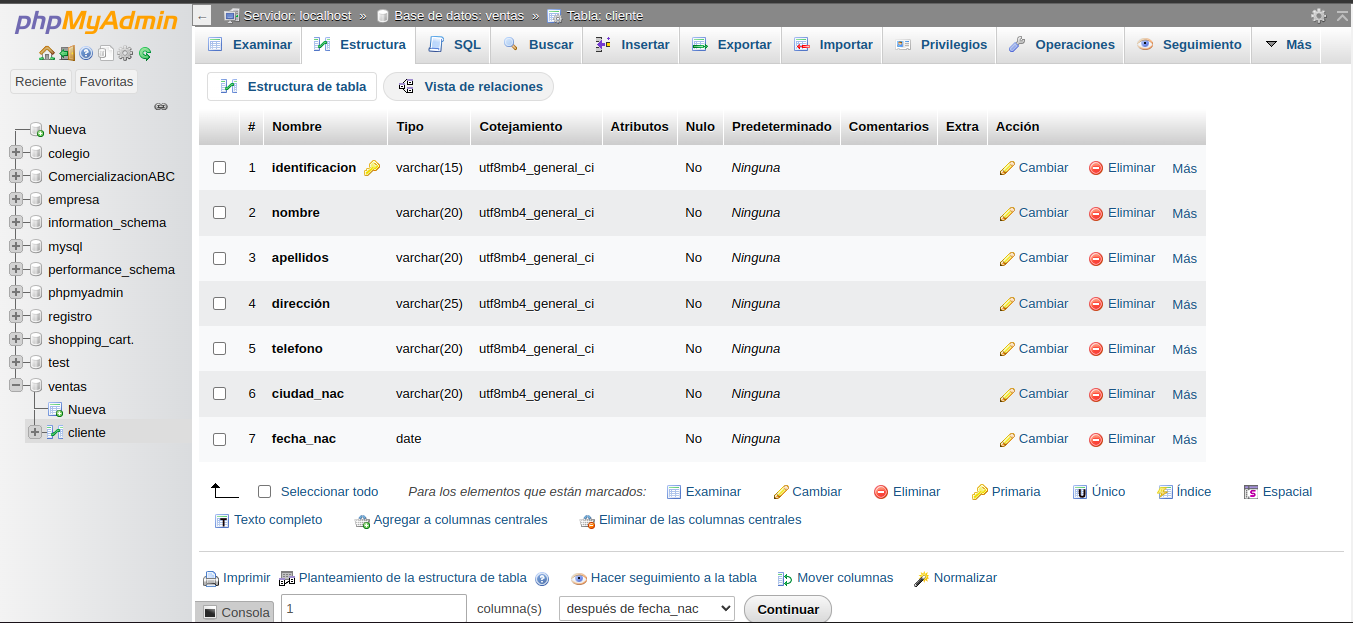 phpMyAdmin
Reciente Favoritas
Nueva
colegio
ComercializacionABC
empresa
information_schema
mysql
performance_schema
phpmyadmin
registro
shopping_cart.
test
ventas
Nueva
cliente
← Servidor: localhost » Base de datos: ventas » Tabla: cliente
Examinar Estructura SQL Buscar Insertar Exportar Importar Privilegios Operaciones Seguimiento Más
Estructura de tabla Vista de relaciones
# Nombre Tipo Cotejamiento Atributos Nulo Predeterminado Comentarios Extra Acción
1 identificacion varchar(15) utf8mb4_general_ci No Ninguna Cambiar Eliminar Más
2 nombre varchar(20) utf8mb4_general_ci No Ninguna Cambiar Eliminar Más
3 apellidos varchar(20) utf8mb4_general_ci No Ninguna Cambiar Eliminar Más
4 dirección varchar(25) utf8mb4_general_ci No Ninguna Cambiar Eliminar Más
5 telefono varchar(20) utf8mb4_general_ci No Ninguna Cambiar Eliminar Más
6 ciudad_nac varchar(20) utf8mb4_general_ci No Ninguna Cambiar Eliminar Más
7 fecha_nac date No Ninguna Cambiar Eliminar Más
Seleccionar todo Para los elementos que están marcados: Examinar Cambiar Eliminar Primaria Único Índice Espacial
Texto completo Agregar a columnas centrales Eliminar de las columnas centrales
Imprimir Planteamiento de la estructura de tabla Hacer seguimiento a la tabla Mover columnas Normalizar
Consola 1 columna(s) después de fecha_nac Continuar